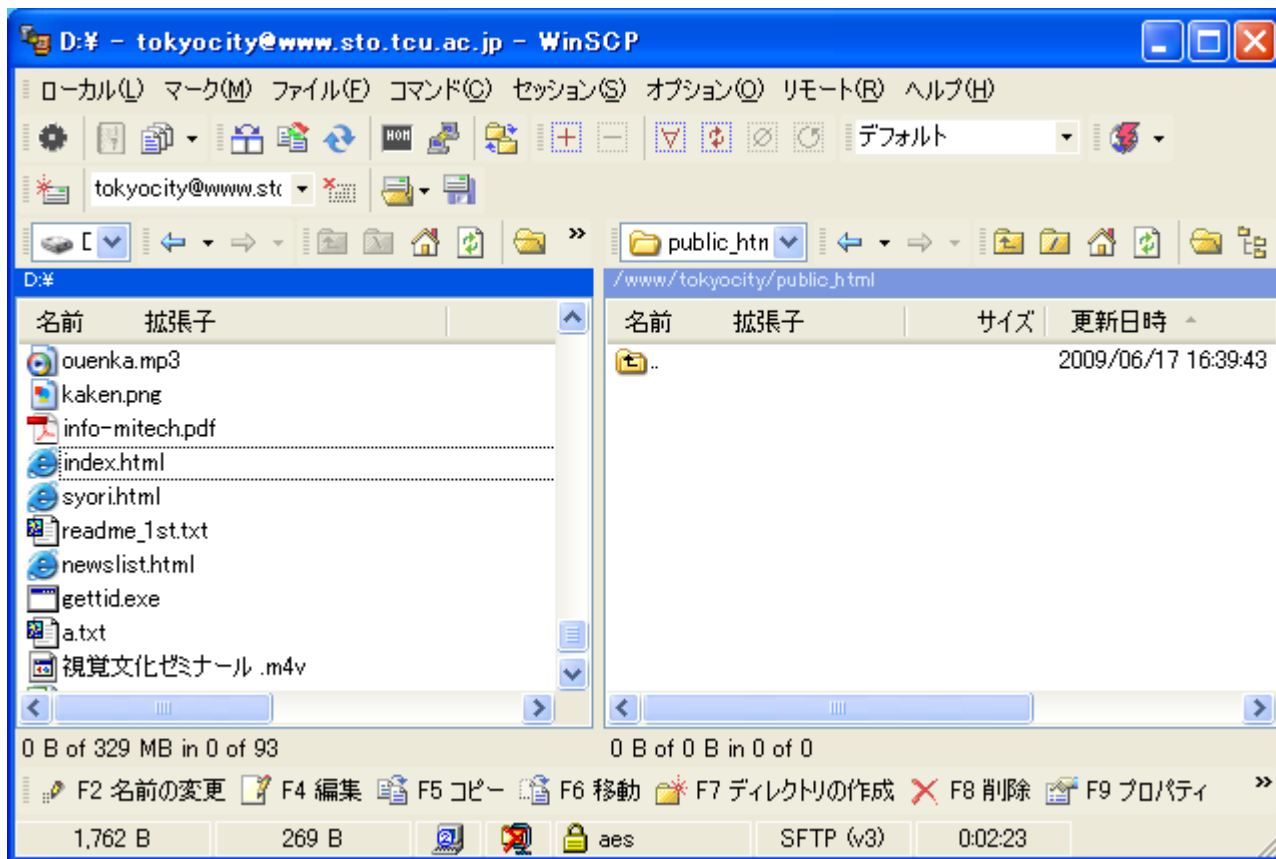 D:¥ - tokyocity@www.sto.tcu.ac.jp - WinSCP
ローカル(L) マーク(M) ファイル(F) コマンド(C) セッション(S) オプション(O) リモート(R) ヘルプ(H)
デフォルト
tokyocity@wwww.stc
D
public_htn
D:¥
/www/tokyocity/public_html
名前 拡張子
名前 拡張子 サイズ 更新日時
ouenka.mp3
.. 2009/06/17 16:39:43
kaken.png
info-mitech.pdf
index.html
syori.html
readme_1st.txt
newslist.html
gettid.exe
a.txt
視覚文化ゼミナール .m4v
0 B of 329 MB in 0 of 93
0 B of 0 B in 0 of 0
F2 名前の変更 F4 編集 F5 コピー F6 移動 F7 ディレクトリの作成 F8 削除 F9 プロパティ
1,762 B 269 B aes SFTP (v3) 0:02:23